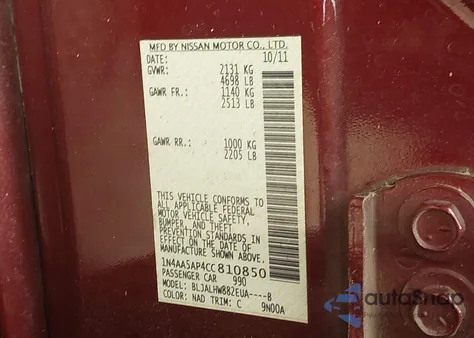 MFD BY NISSAN MOTOR CO., LTD.
DATE: 10/11
GVWR: 2131 KG
4698 LB
GAWR FR.: 1140 KG
2513 LB
GAWR RR.: 1000 KG
2205 LB
THIS VEHICLE CONFORMS TO
ALL APPLICABLE FEDERAL
MOTOR VEHICLE SAFETY,
BUMPER, AND THEFT
PREVENTION STANDARDS IN
EFFECT ON THE DATE OF
MANUFACTURE SHOWN ABOVE.
1N4AA5AP4CC810850
PASSENGER CAR 990
MODEL: BLJALHW882EUA----B
COLOR: NAD TRIM: C 9N00A
autoSnap